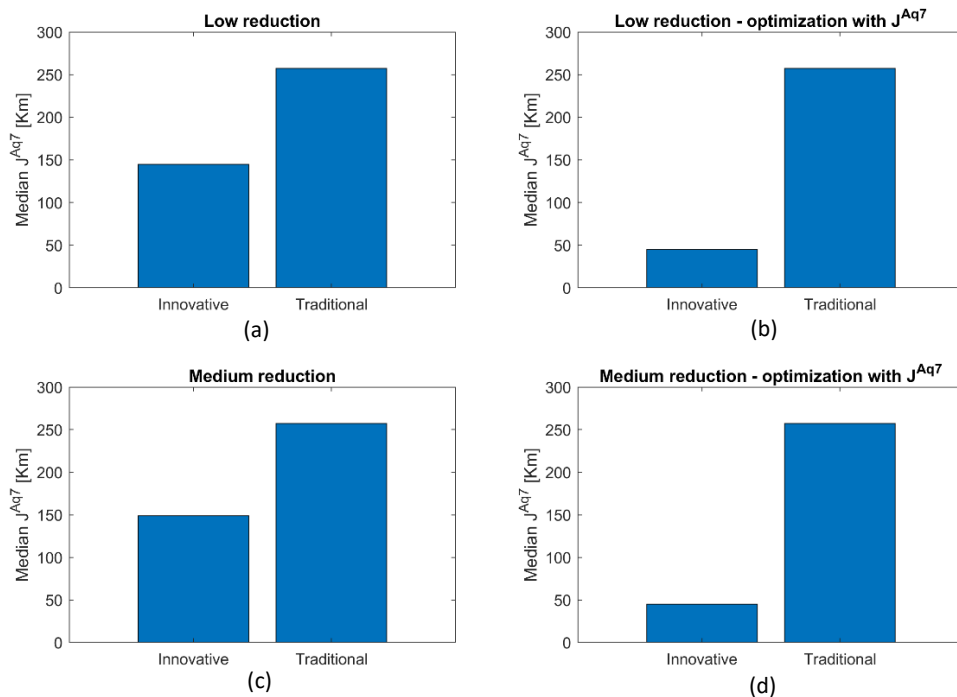 Low reduction
Median J^Aq7 [Km]
300
250
200
150
100
50
0
Innovative Traditional
(a)
Low reduction - optimization with J^Aq7
Median J^Aq7 [Km]
300
250
200
150
100
50
0
Innovative Traditional
(b)
Medium reduction
Median J^Aq7 [Km]
300
250
200
150
100
50
0
Innovative Traditional
(c)
Medium reduction - optimization with J^Aq7
Median J^Aq7 [Km]
300
250
200
150
100
50
0
Innovative Traditional
(d)